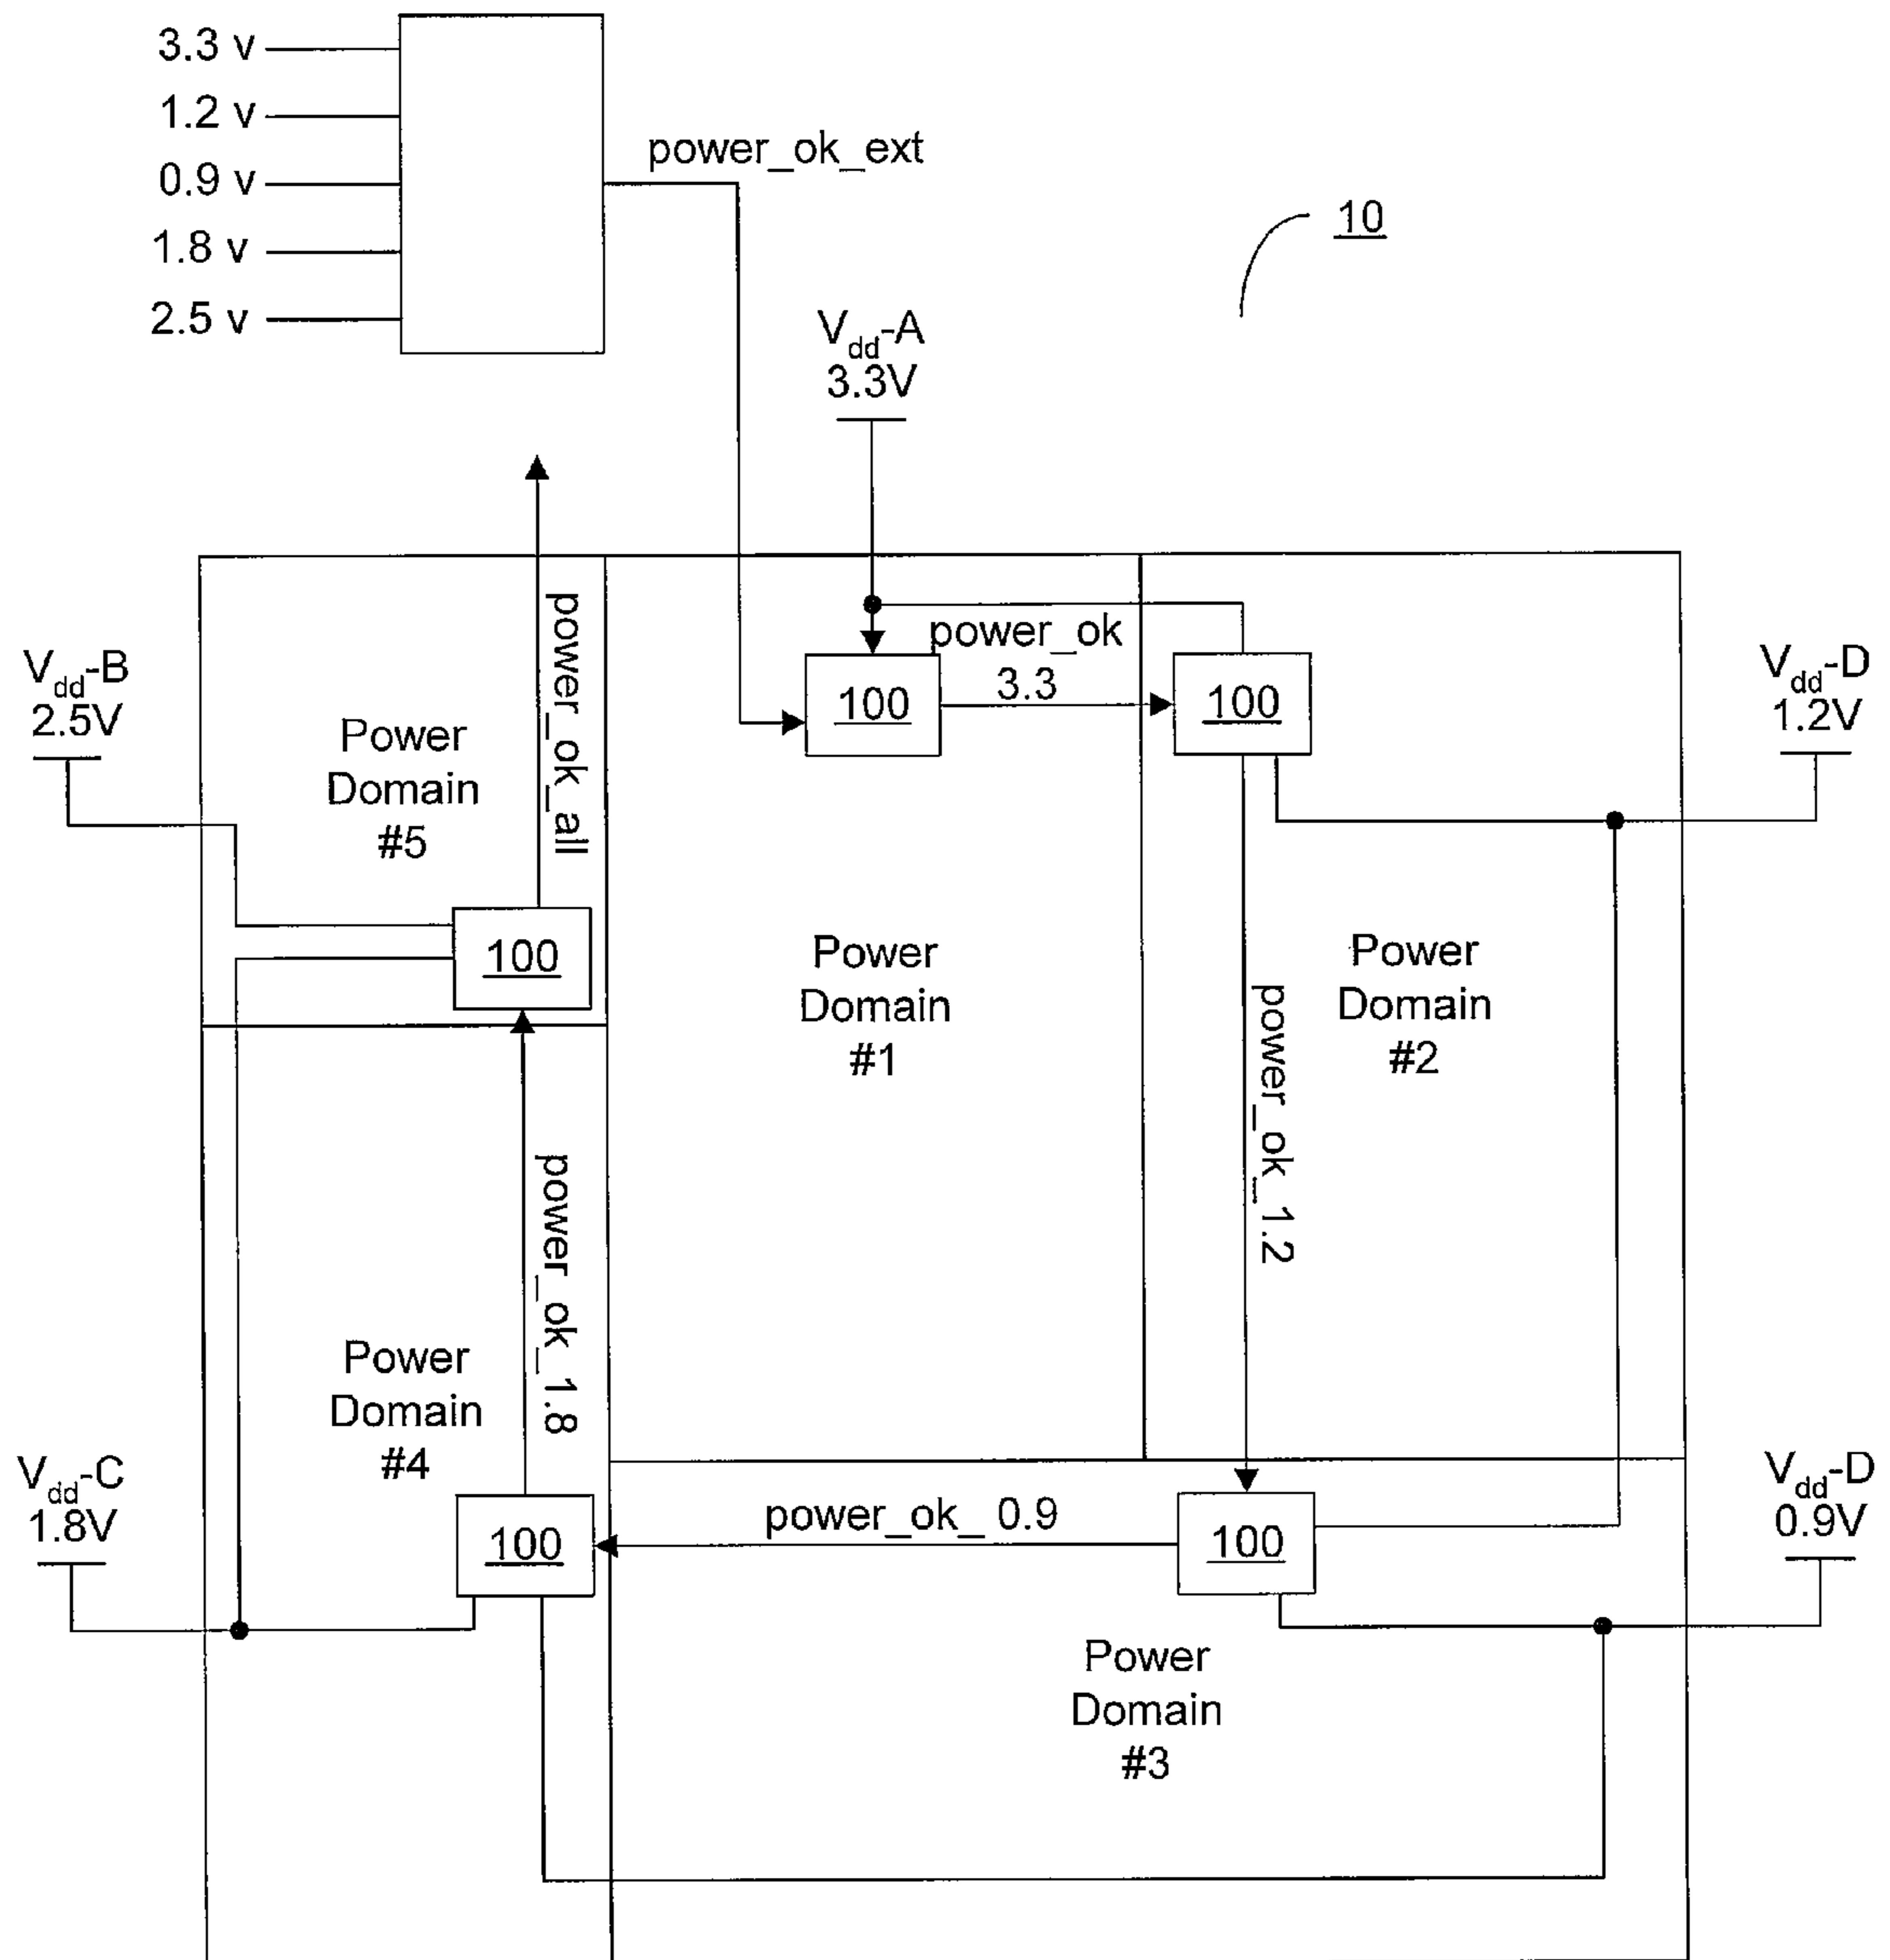 3.3 v
1.2 v
0.9 v
1.8 v
2.5 v
power_ok_ext
10
Vdd-A
3.3V
power_ok
3.3
100
100
Vdd-B
2.5V
Vdd-D
1.2V
Power
Domain
#5
power_ok_all
100
Power
Domain
#1
Power
Domain
#2
power_ok_1.2
power_ok_1.8
Power
Domain
#4
Vdd-C
1.8V
100
power_ok_ 0.9
100
Vdd-D
0.9V
Power
Domain
#3